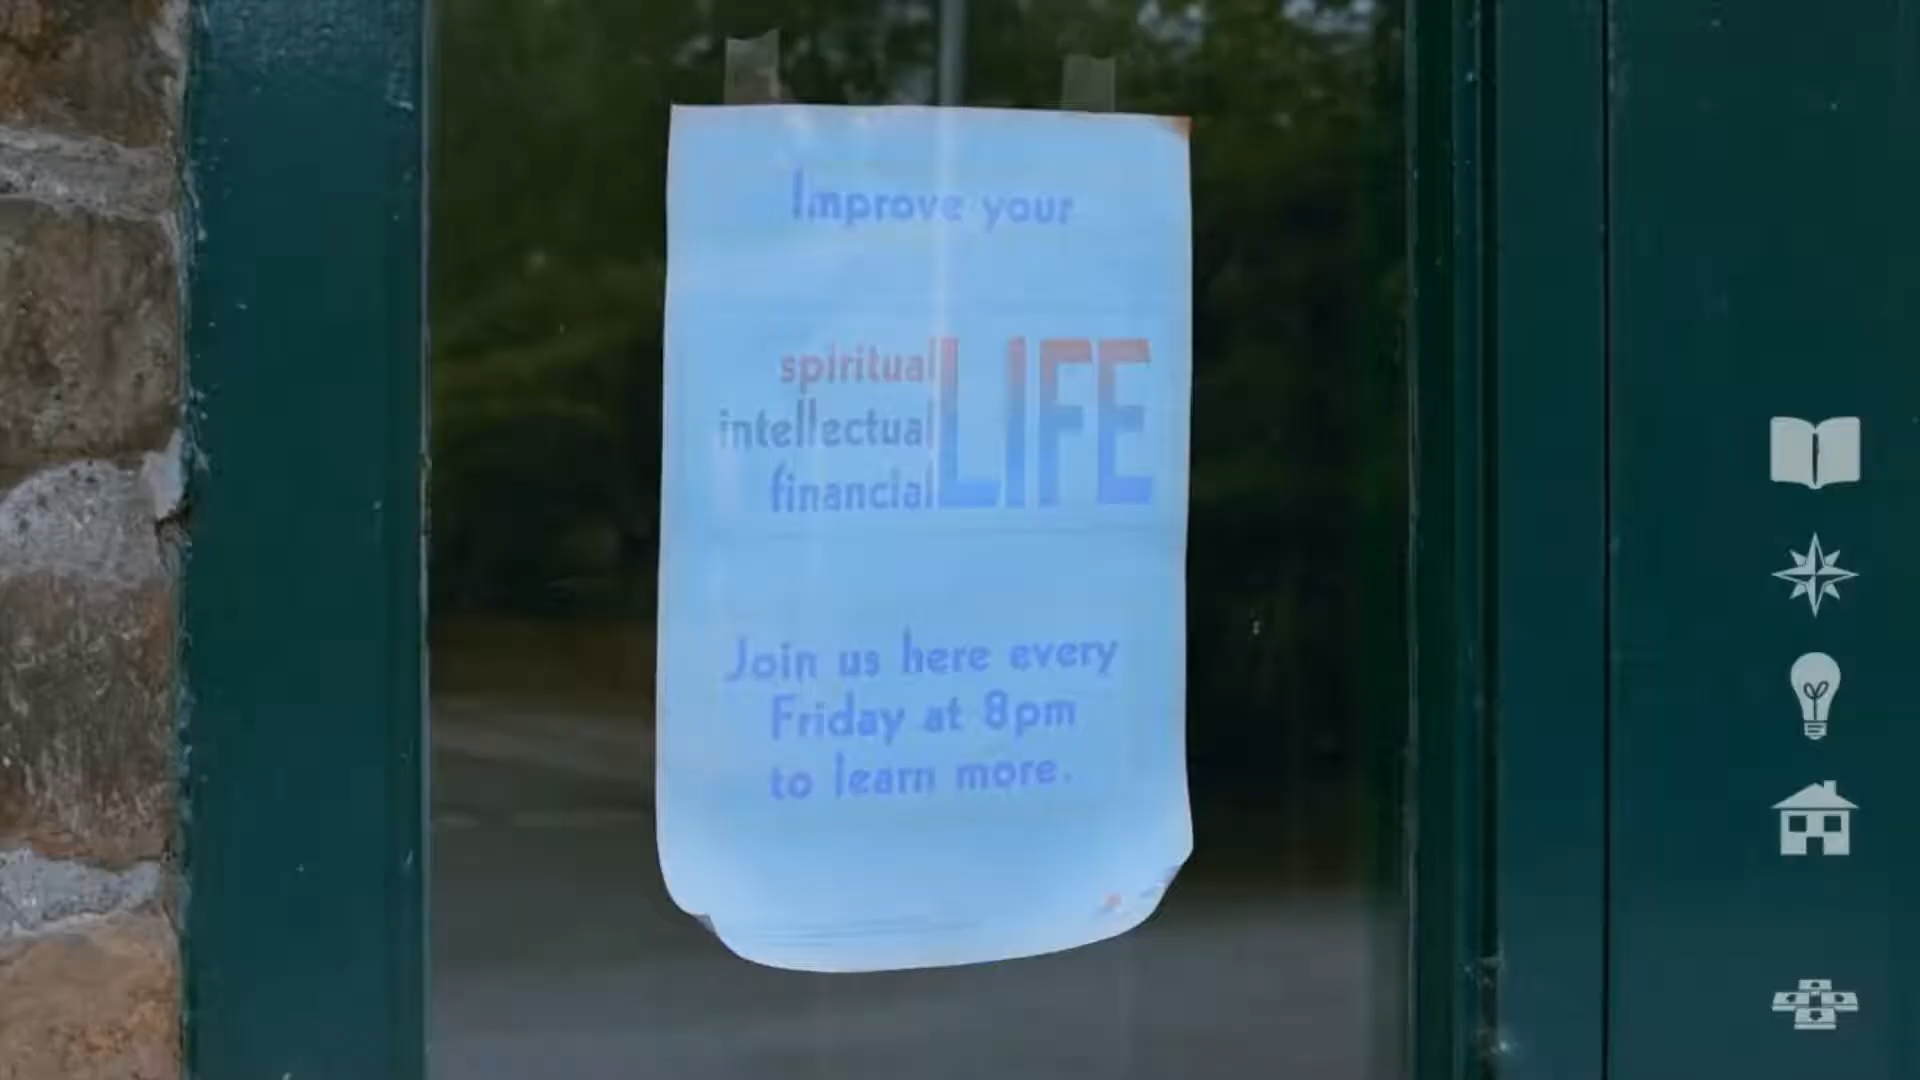 Improve your
spiritual
intellectual
financial
LIFE
Join us here every
Friday at 8pm
to learn more.